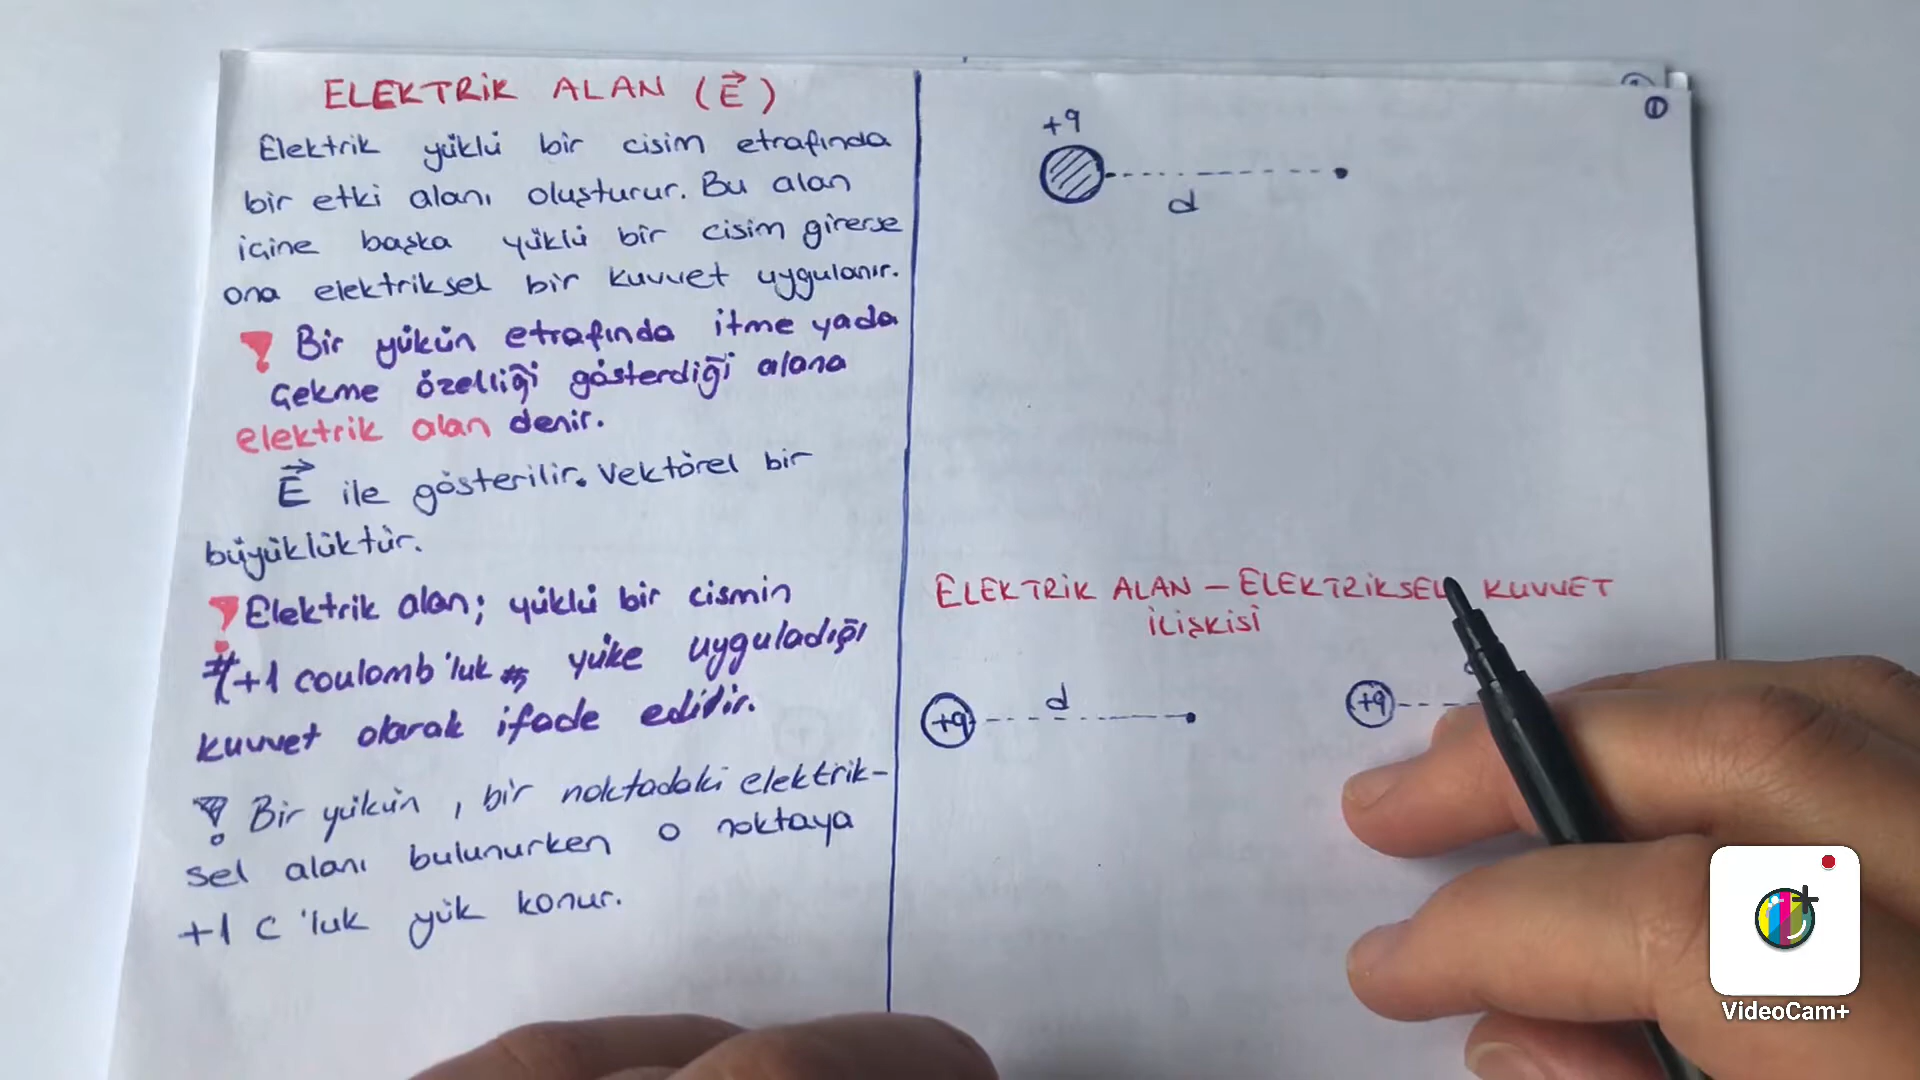 ELEKTRİK ALAN (E)
Elektrik yüklü bir cisim etrafında
bir etki alanı oluşturur. Bu alan
içine başka yüklü bir cisim girerse
ona elektriksel bir kuvvet uygulanır.
Bir yükün etrafında itme yada
çekme özelliği gösterdiği alana
elektrik alan denir.
E ile gösterilir. Vektörel bir
büyüklüktür.
Elektrik alan; yüklü bir cismin
+1 coulomb'luk yüke uyguladığı
kuvvet olarak ifade edilir.
Bir yükün, bir noktadaki elektrik-
sel alanı bulunurken o noktaya
+1 C'luk yük konur.
1
+q
d
ELEKTRİK ALAN – ELEKTRİKSEL KUVVET
İLİŞKİSİ
+q d
+q
VideoCam+